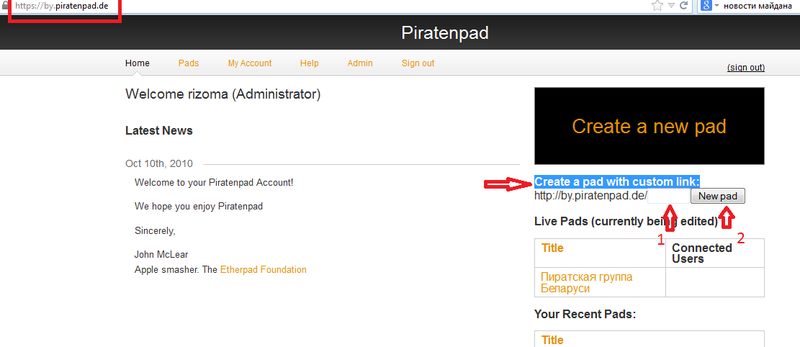 https://by.piratenpad.de
новости майдана
Piratenpad
Home Pads My Account Help Admin Sign out
(sign out)
Welcome rizoma (Administrator)
Latest News
Oct 10th, 2010
Welcome to your Piratenpad Account!
We hope you enjoy Piratenpad
Sincerely,
John McLear
Apple smasher. The Etherpad Foundation
Create a new pad
Create a pad with custom link:
http://by.piratenpad.de/ New pad
1 2
Live Pads (currently being edited)
Title Connected
Users
Пиратская группа
Беларуси
Your Recent Pads:
Title